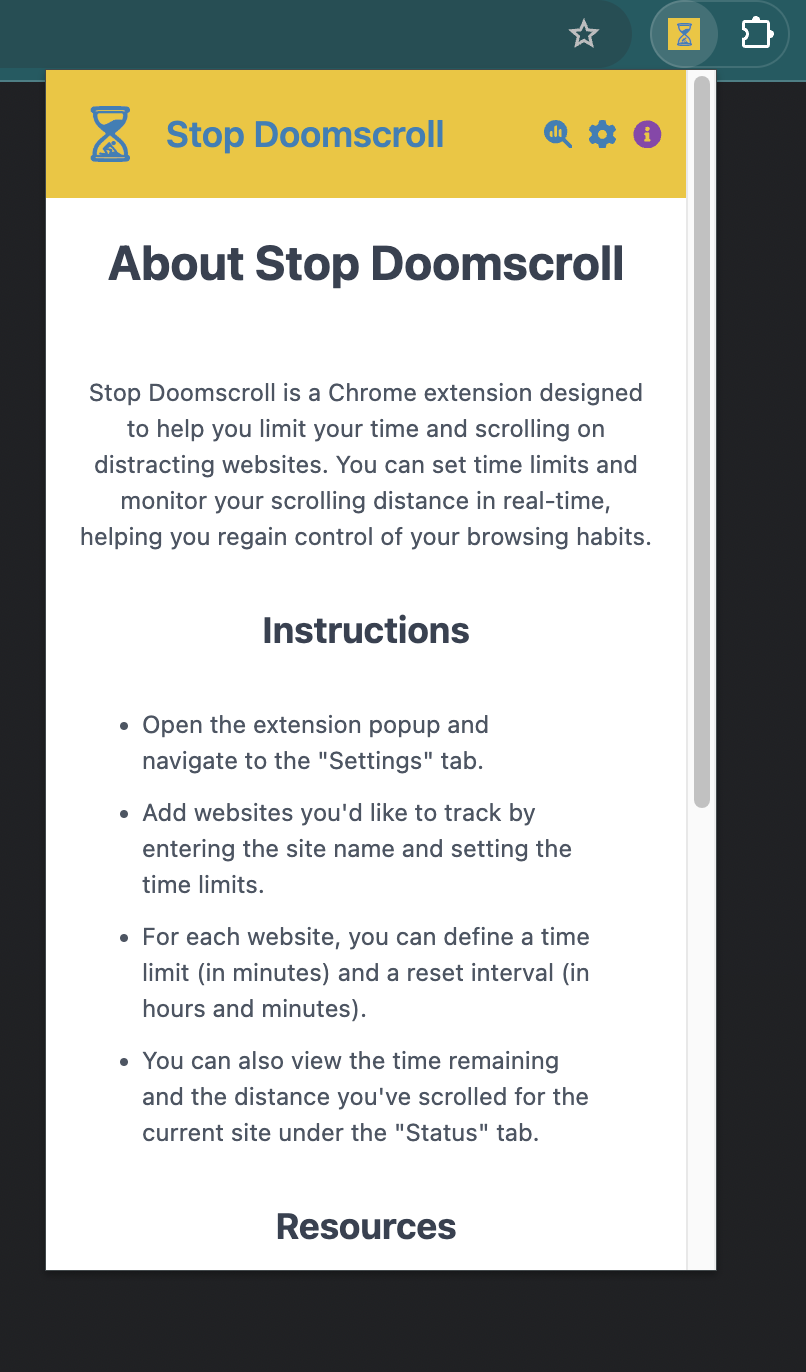 Stop Doomscroll
About Stop Doomscroll
Stop Doomscroll is a Chrome extension designed
to help you limit your time and scrolling on
distracting websites. You can set time limits and
monitor your scrolling distance in real-time,
helping you regain control of your browsing habits.
Instructions
• Open the extension popup and
navigate to the "Settings" tab.
• Add websites you'd like to track by
entering the site name and setting the
time limits.
• For each website, you can define a time
limit (in minutes) and a reset interval (in
hours and minutes).
• You can also view the time remaining
and the distance you've scrolled for the
current site under the "Status" tab.
Resources